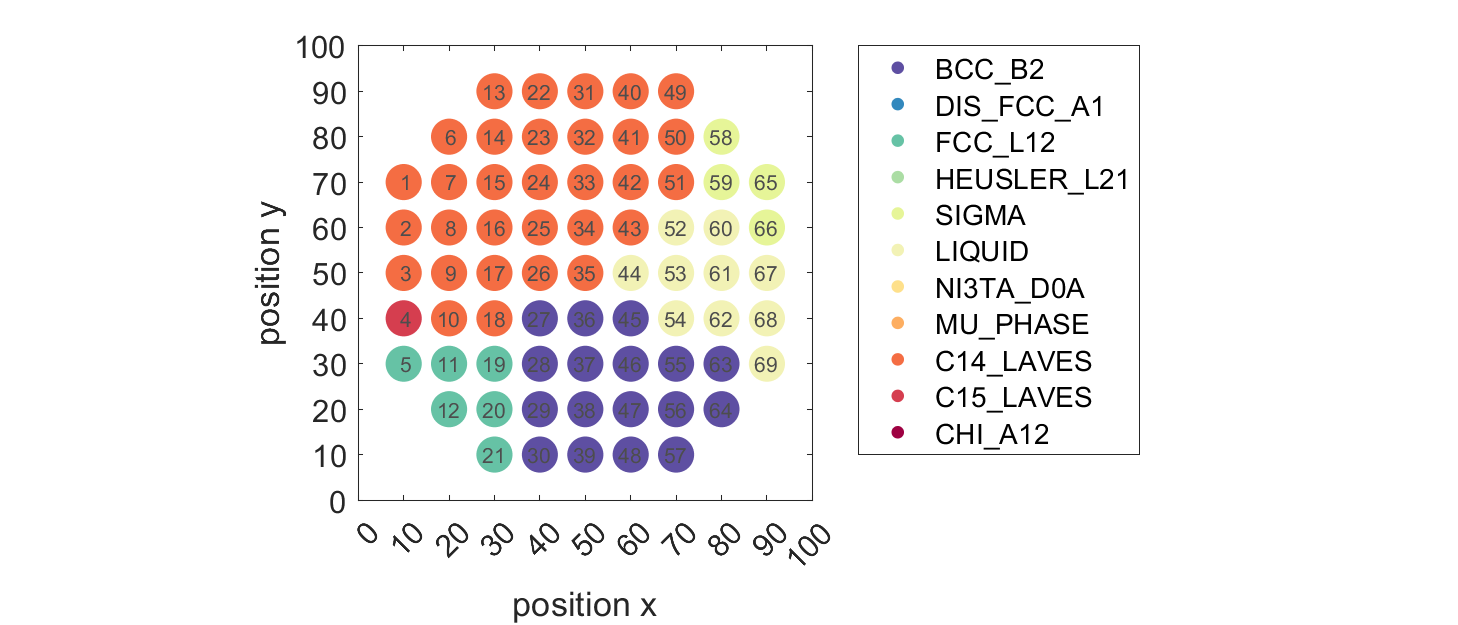 100
90 13 22 31 40 49
80 6 14 23 32 41 50 58
70 1 7 15 24 33 42 51 59 65
60 2 8 16 25 34 43 52 60 66
50 3 9 17 26 35 44 53 61 67
40 4 10 18 27 36 45 54 62 68
30 5 11 19 28 37 46 55 63 69
20 12 20 29 38 47 56 64
10 21 30 39 48 57
0
0 10 20 30 40 50 60 70 80 90 100
position x
position y
BCC_B2
DIS_FCC_A1
FCC_L12
HEUSLER_L21
SIGMA
LIQUID
NI3TA_D0A
MU_PHASE
C14_LAVES
C15_LAVES
CHI_A12